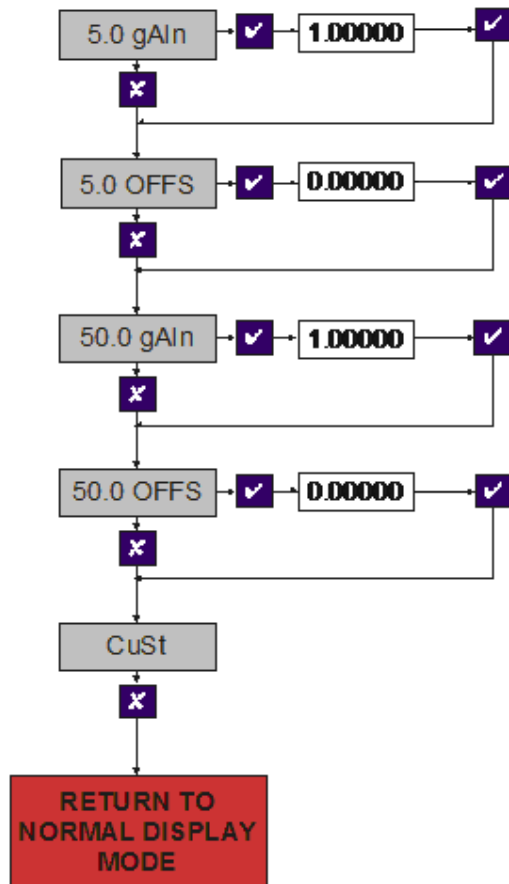 5.0 gAIn
1.00000
5.0 OFFS
0.00000
50.0 gAIn
1.00000
50.0 OFFS
0.00000
CuSt
RETURN TO
NORMAL DISPLAY
MODE